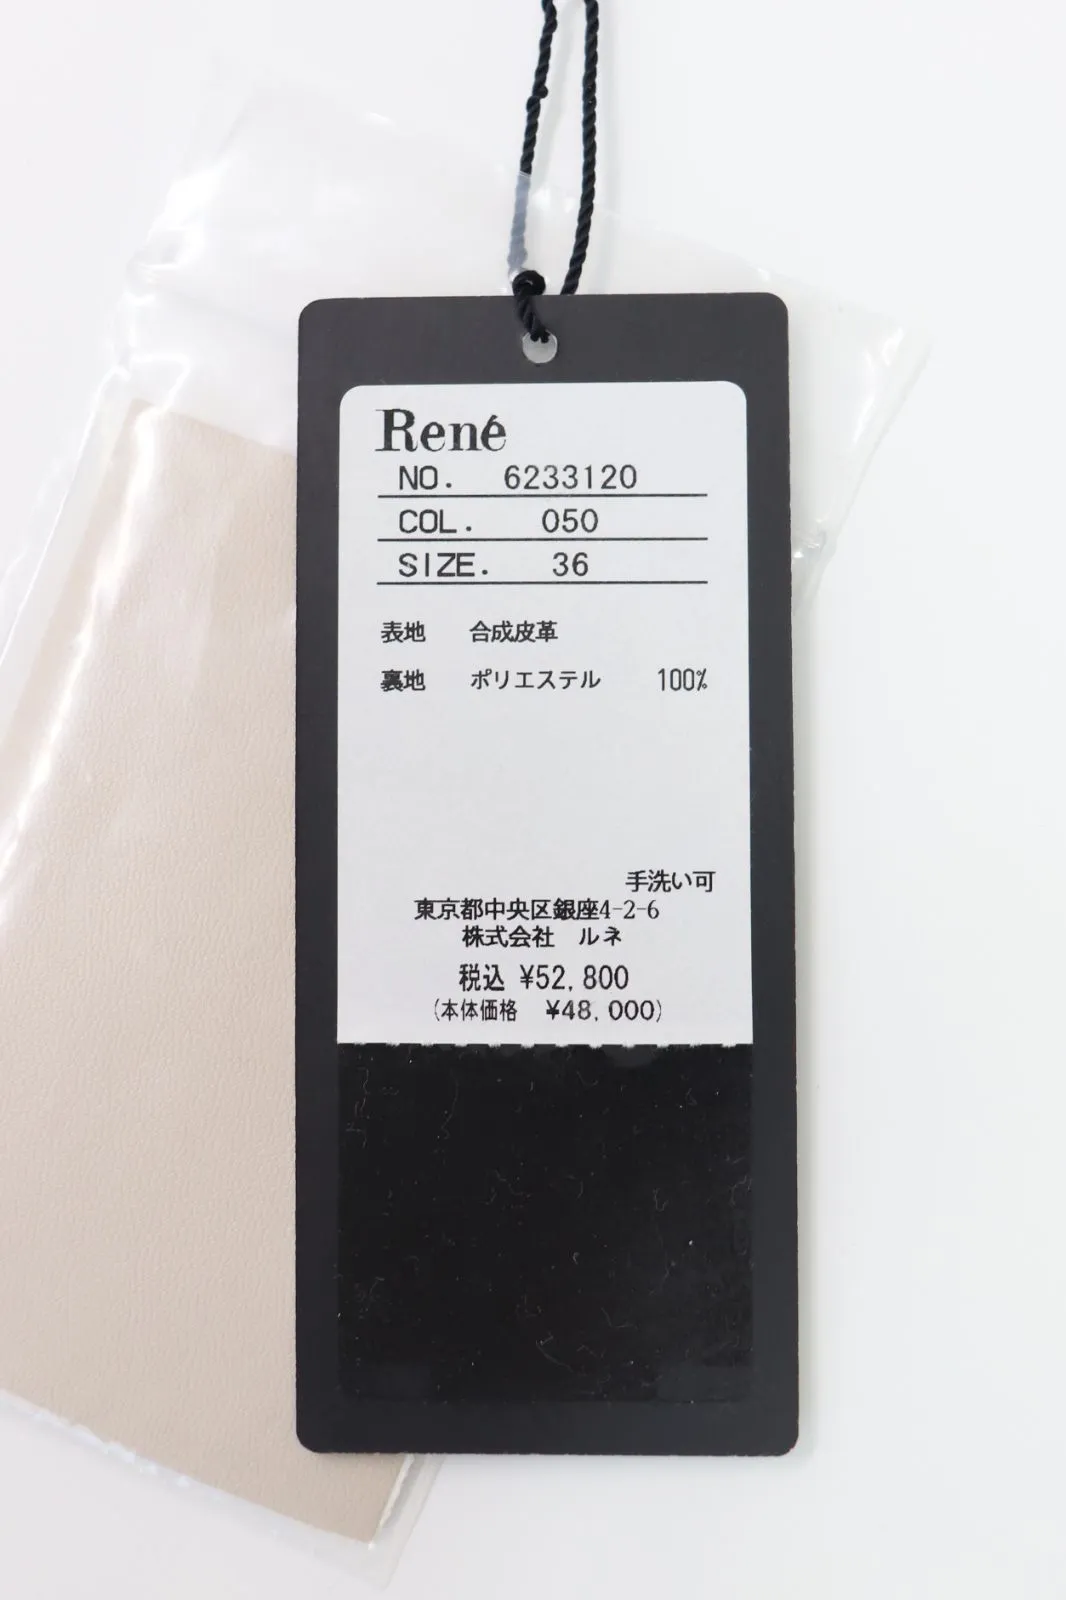 René
NO. 6233120
COL. 050
SIZE. 36
表地 合成皮革
裏地 ポリエステル 100%
手洗い可
東京都中央区銀座4-2-6
株式会社 ルネ
税込 ¥52,800
(本体価格 ¥48,000)